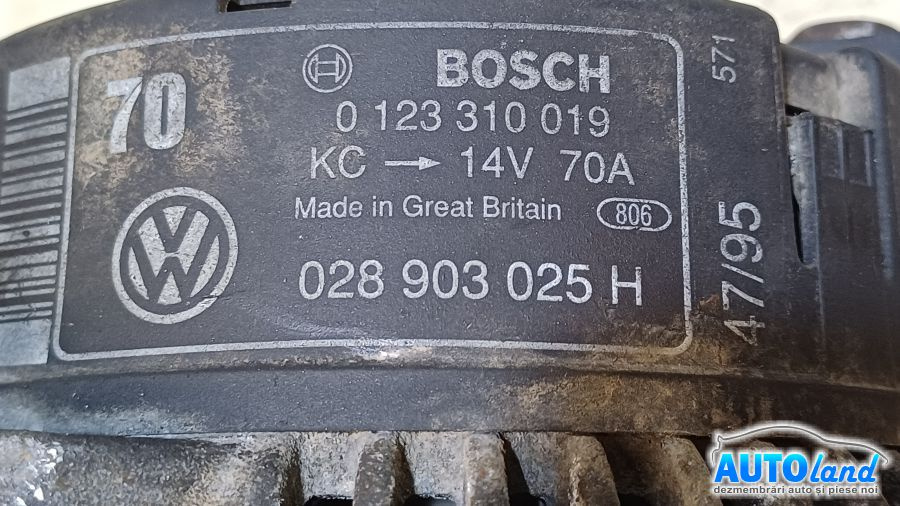 70
BOSCH
0 123 310 019
KC → 14V 70A
Made in Great Britain 806
028 903 025 H
571
47/95
AUTOland
dezmembrări auto și piese noi